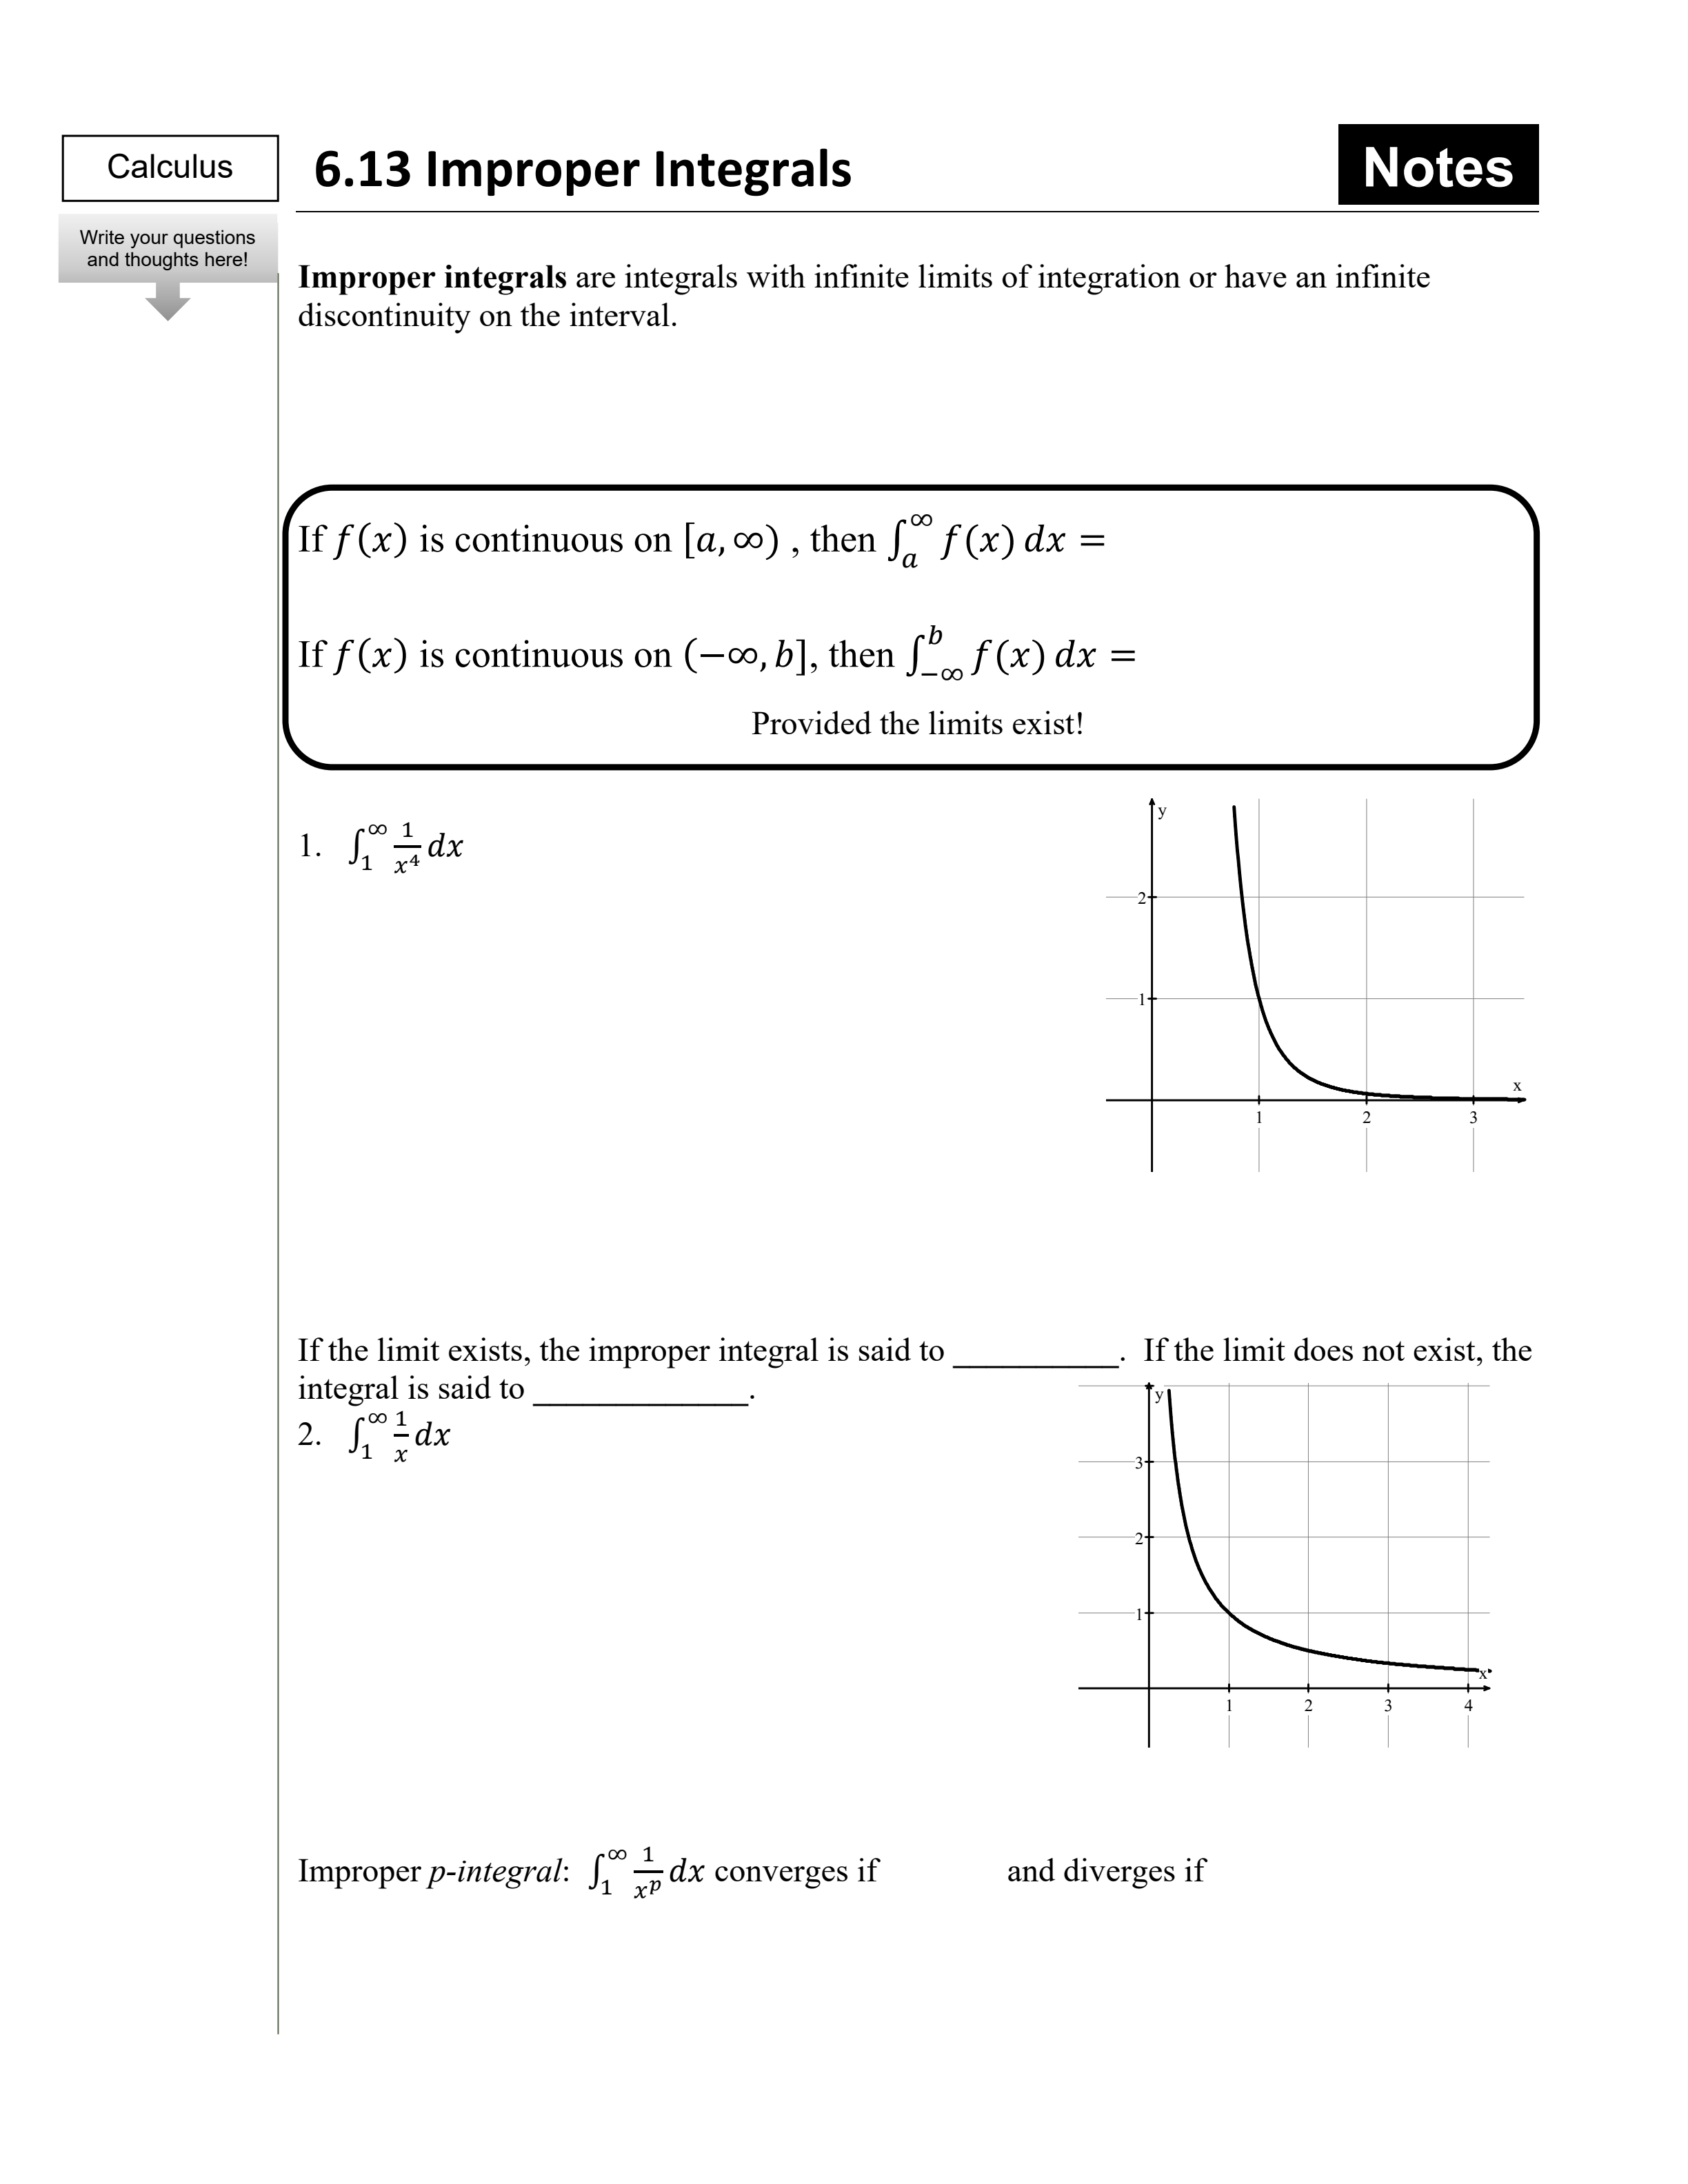 Calculus
6.13 Improper Integrals
Notes
Write your questions
and thoughts here!
Improper integrals are integrals with infinite limits of integration or have an infinite
discontinuity on the interval.
If f(x) is continuous on [a, ∞) , then ∫_a^∞ f(x) dx =
If f(x) is continuous on (−∞, b], then ∫_{−∞}^b f(x) dx =
Provided the limits exist!
1. ∫_1^∞ 1/x^4 dx
y
2
1
x
1 2 3
If the limit exists, the improper integral is said to __________. If the limit does not exist, the
integral is said to _____________.
2. ∫_1^∞ 1/x dx
y
3
2
1
x
1 2 3 4
Improper p-integral: ∫_1^∞ 1/x^p dx converges if and diverges if